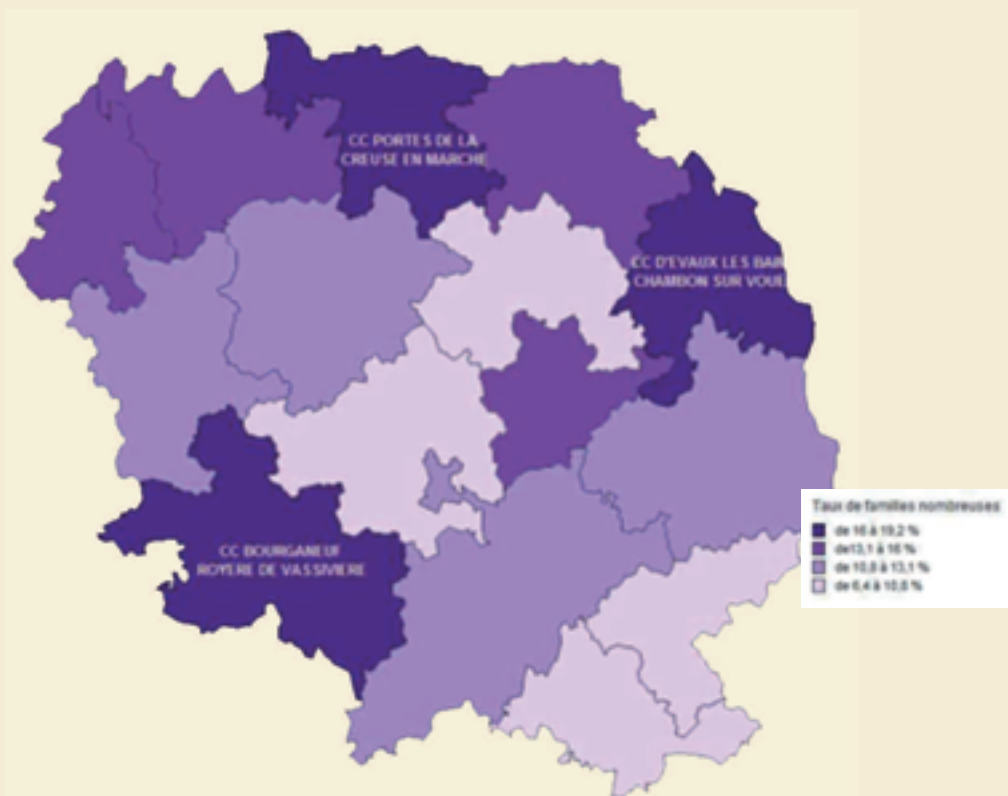 CC PORTES DE LA
CREUSE EN MARCHE
CC D'EVAUX LES BAI
CHAMBON SUR VOUE
CC BOURGANEUF
ROYERE DE VASSIVIERE
Taux de familles nombreuses
de 16 à 19,2 %
de13,1 à 16 %
de 10,8 à 13,1 %
de 6,4 à 10,8 %